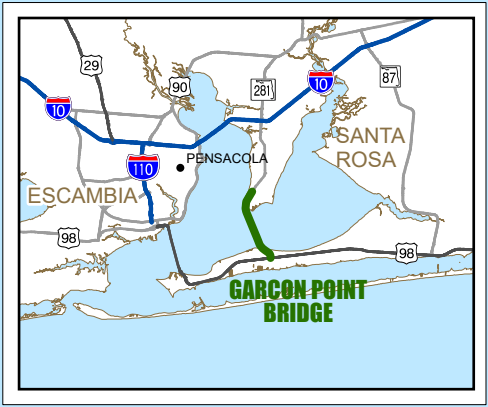 29
90
281
10
87
10
110
PENSACOLA
SANTA
ROSA
ESCAMBIA
98
98
GARCON POINT
BRIDGE